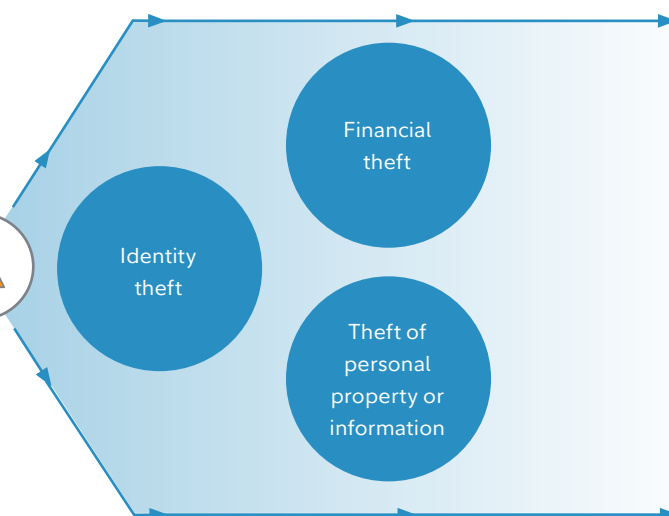 Financial
theft
Identity
theft
Theft of
personal
property or
information